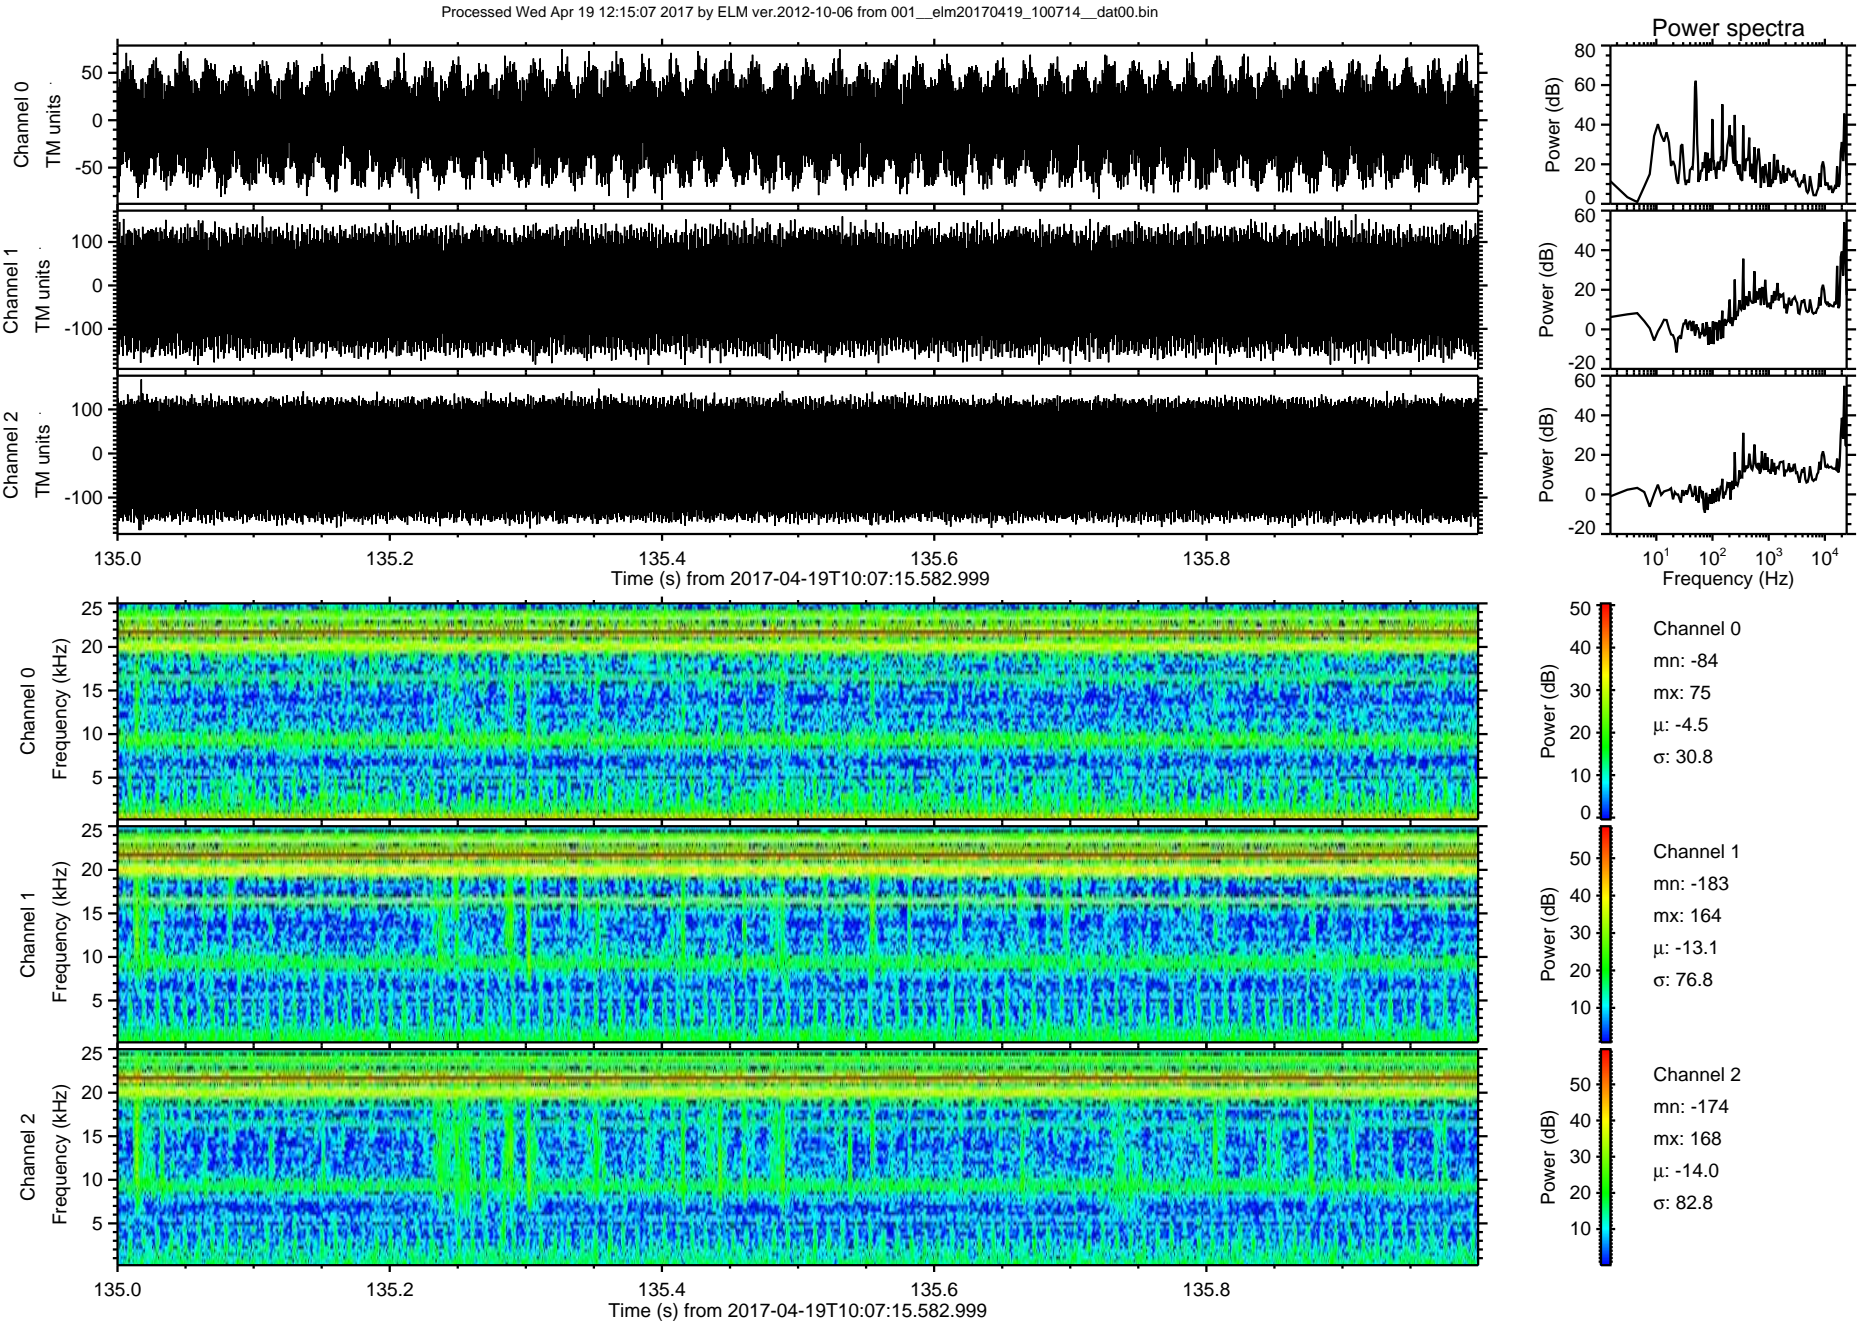 Processed Wed Apr 19 12:15:07 2017 by ELM ver.2012-10-06 from 001__elm20170419_100714__dat00.bin
Power spectra
Channel 0
TM units
50
0
-50
Power (dB)
80
60
40
20
0
Channel 1
TM units
100
0
-100
Power (dB)
60
40
20
0
-20
Channel 2
TM units
100
0
-100
Power (dB)
60
40
20
0
-20
135.0 135.2 135.4 135.6 135.8
Time (s) from 2017-04-19T10:07:15.582.999
10^1 10^2 10^3 10^4
Frequency (Hz)
Channel 0
Frequency (kHz)
25
20
15
10
5
Power (dB)
50
40
30
20
10
0
Channel 0
mn: -84
mx: 75
μ: -4.5
σ: 30.8
Channel 1
Frequency (kHz)
25
20
15
10
5
Power (dB)
50
40
30
20
10
Channel 1
mn: -183
mx: 164
μ: -13.1
σ: 76.8
Channel 2
Frequency (kHz)
25
20
15
10
5
Power (dB)
50
40
30
20
10
Channel 2
mn: -174
mx: 168
μ: -14.0
σ: 82.8
135.0 135.2 135.4 135.6 135.8
Time (s) from 2017-04-19T10:07:15.582.999